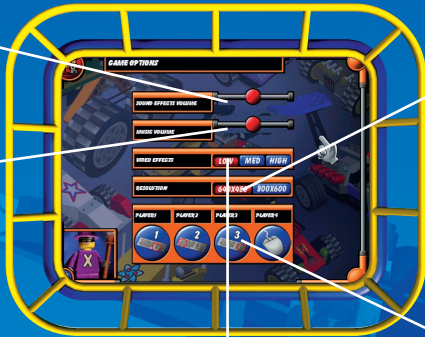 GAME OPTIONS
SOUND EFFECTS VOLUME
MUSIC VOLUME
VIDEO EFFECTS LOW MED HIGH
RESOLUTION 640X480 800X600
PLAYER1 PLAYER2 PLAYER3 PLAYER4
1 2 3